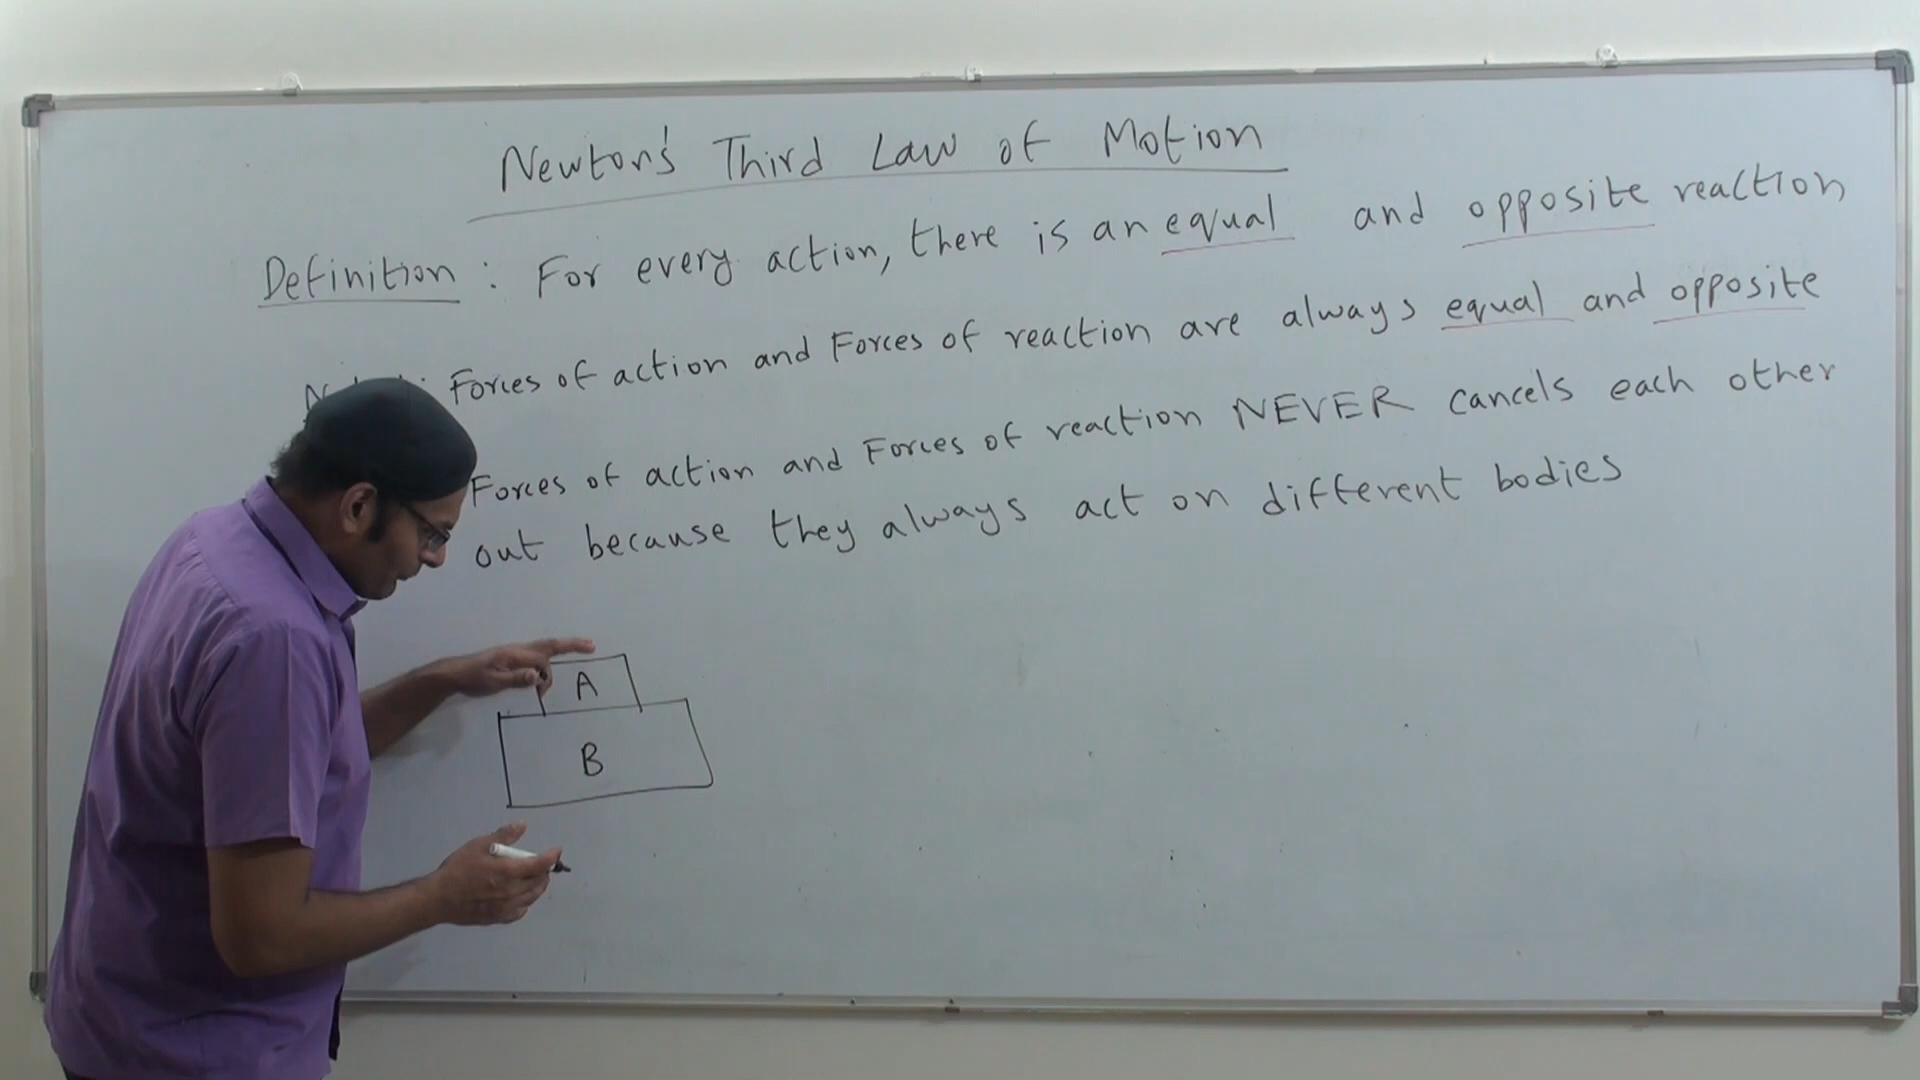 Newton's Third Law of Motion
Definition : For every action, there is an equal and opposite reaction
Forces of action and Forces of reaction are always equal and opposite
Forces of action and Forces of reaction NEVER cancels each other
out because they always act on different bodies
A
B